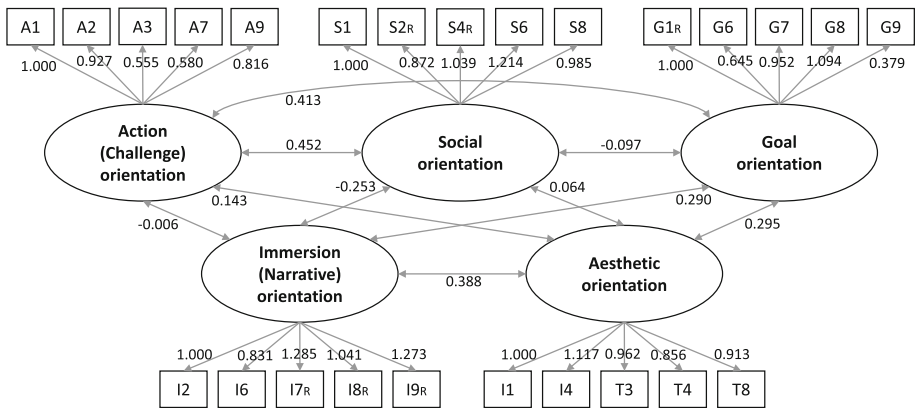 A1 A2 A3 A7 A9 S1 S2R S4R S6 S8 G1R G6 G7 G8 G9
1.000 0.927 0.555 0.580 0.816 1.000 0.872 1.039 1.214 0.985 1.000 0.645 0.952 1.094 0.379
0.413
Action
(Challenge)
orientation
0.452
Social
orientation
-0.097
Goal
orientation
-0.253
0.143
0.064
0.290
-0.006
0.295
Immersion
(Narrative)
orientation
0.388
Aesthetic
orientation
1.000 0.831 1.285 1.041 1.273 1.000 1.117 0.962 0.856 0.913
I2 I6 I7R I8R I9R I1 I4 T3 T4 T8